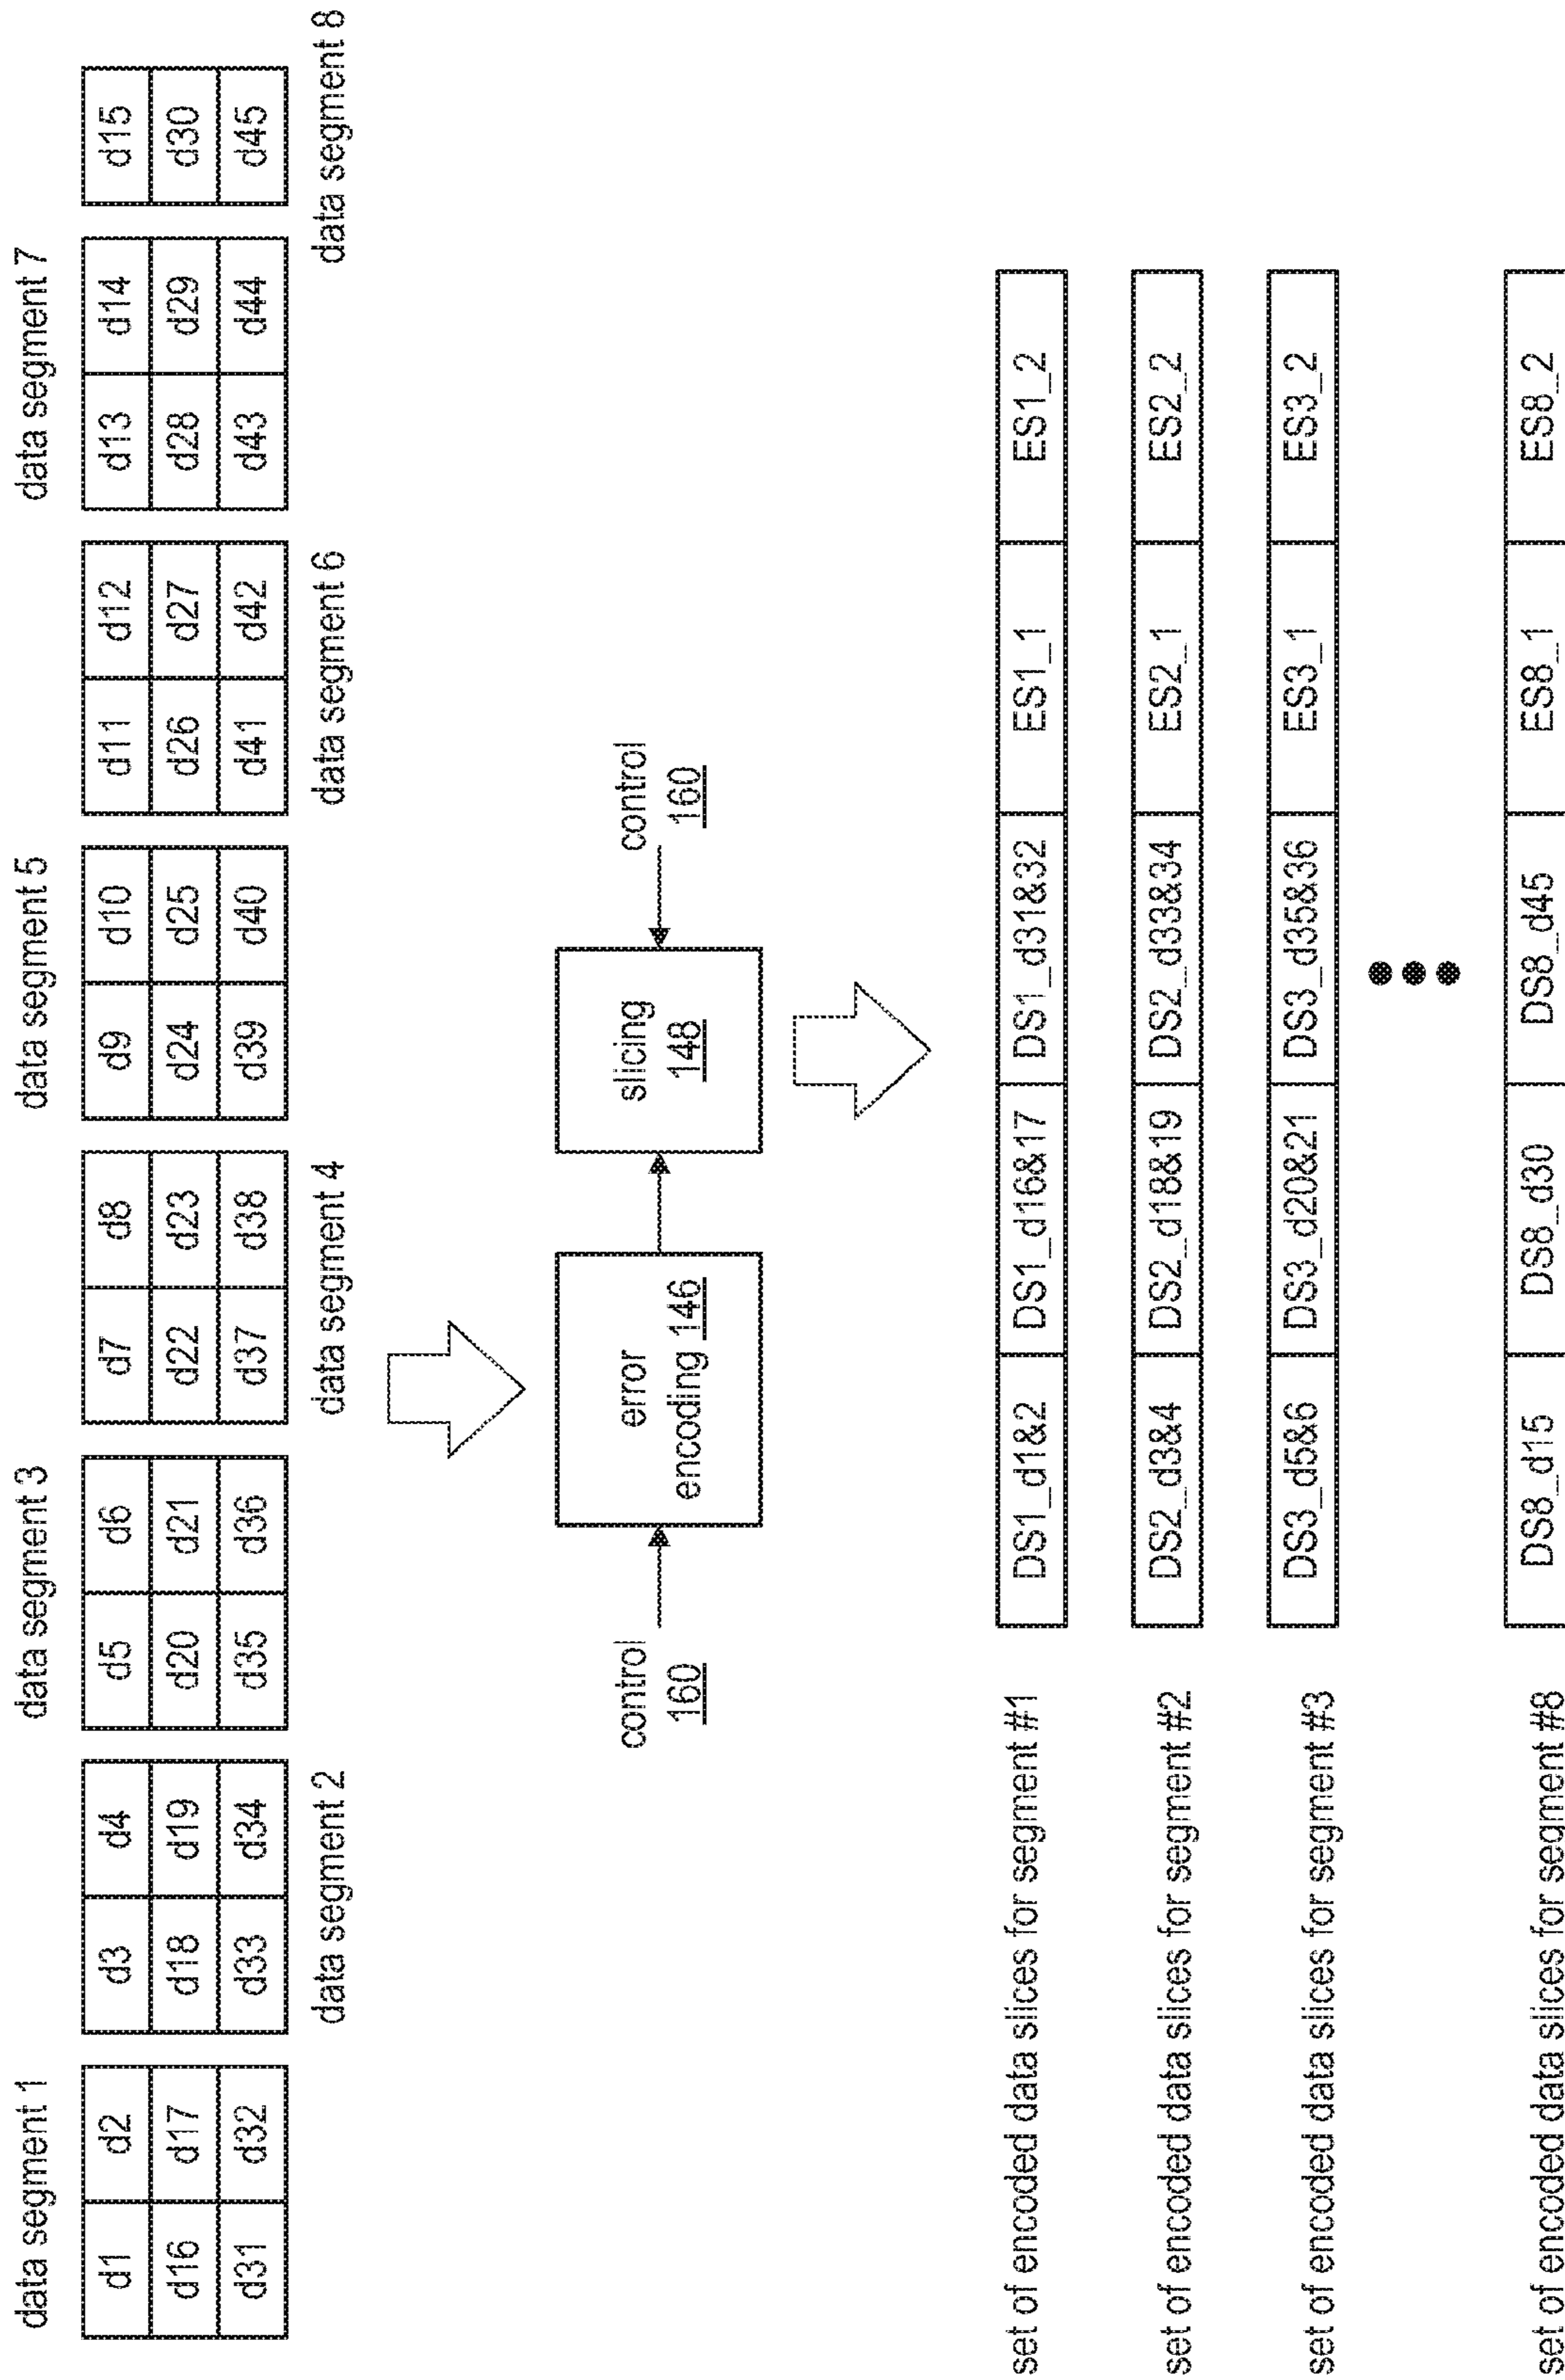 data segment 1 data segment 3 data segment 5 data segment 7
d1 d2 d3 d4 d5 d6 d7 d8 d9 d10 d11 d12 d13 d14 d15
d16 d17 d18 d19 d20 d21 d22 d23 d24 d25 d26 d27 d28 d29 d30
d31 d32 d33 d34 d35 d36 d37 d38 d39 d40 d41 d42 d43 d44 d45
data segment 2 data segment 4 data segment 6 data segment 8
control
160
error
encoding 146
slicing
148
control
160
set of encoded data slices for segment #1 DS1_d1&2 DS1_d16&17 DS1_d31&32 ES1_1 ES1_2
set of encoded data slices for segment #2 DS2_d3&4 DS2_d18&19 DS2_d33&34 ES2_1 ES2_2
set of encoded data slices for segment #3 DS3_d5&6 DS3_d20&21 DS3_d35&36 ES3_1 ES3_2
set of encoded data slices for segment #8 DS8_d15 DS8_d30 DS8_d45 ES8_1 ES8_2